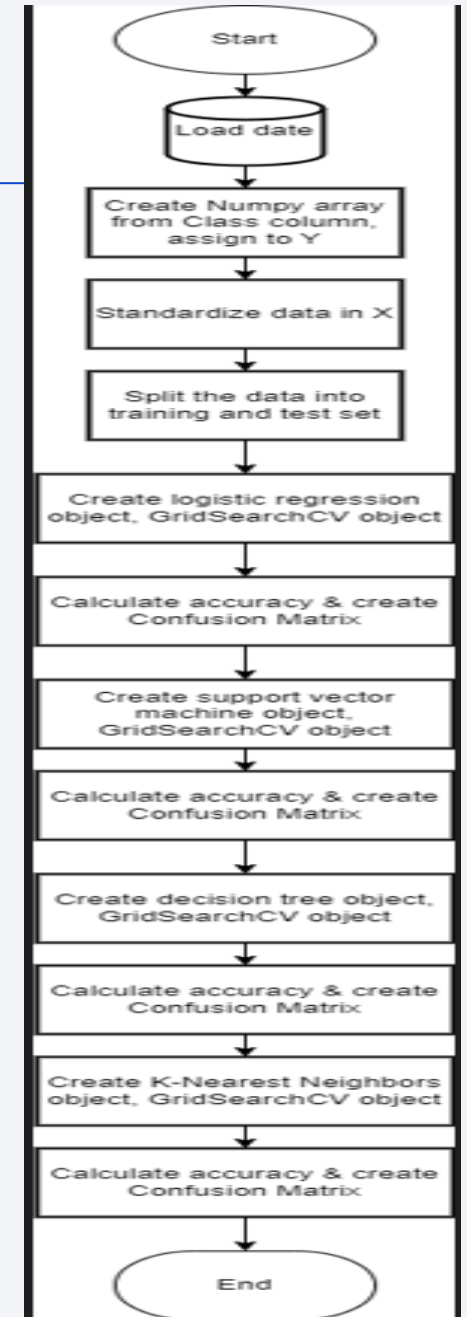 Start
Load date
Create Numpy array
from Class column,
assign to Y
Standardize data in X
Split the data into
training and test set
Create logistic regression
object, GridSearchCV object
Calculate accuracy & create
Confusion Matrix
Create support vector
machine object,
GridSearchCV object
Calculate accuracy & create
Confusion Matrix
Create decision tree object,
GridSearchCV object
Calculate accuracy & create
Confusion Matrix
Create K-Nearest Neighbors
object, GridSearchCV object
Calculate accuracy & create
Confusion Matrix
End